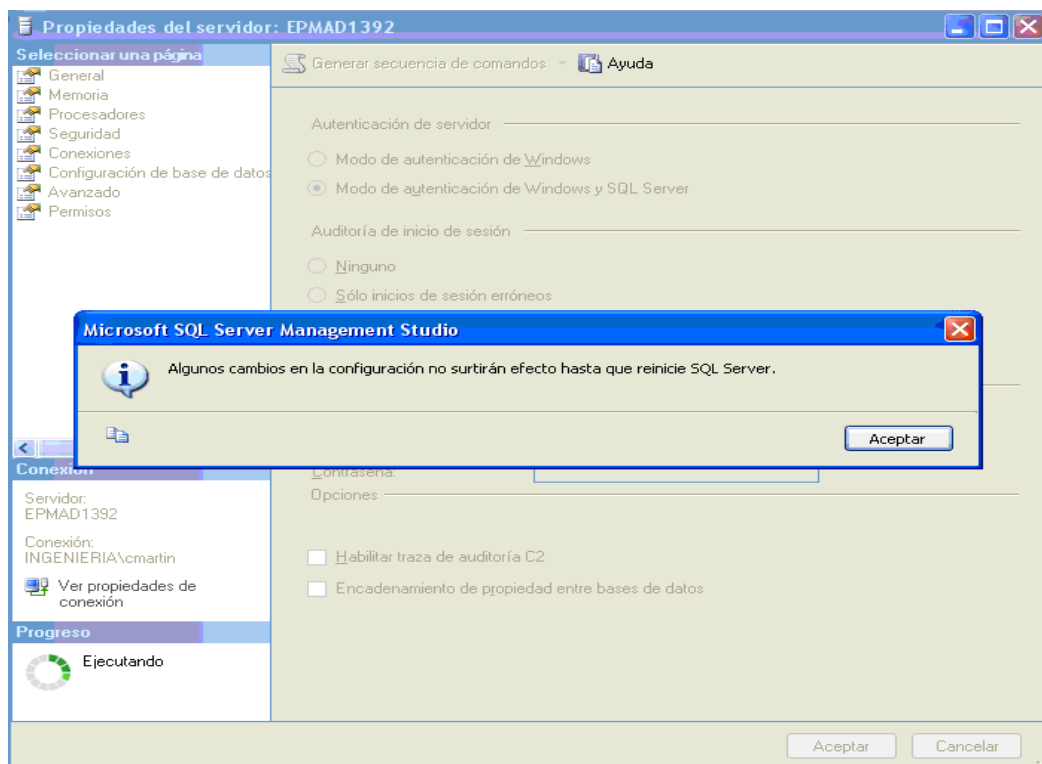 Propiedades del servidor: EPMAD1392
Seleccionar una página
General
Memoria
Procesadores
Seguridad
Conexiones
Configuración de base de datos
Avanzado
Permisos
Generar secuencia de comandos
Ayuda
Autenticación de servidor
Modo de autenticación de Windows
Modo de autenticación de Windows y SQL Server
Auditoría de inicio de sesión
Ninguno
Sólo inicios de sesión erróneos
Microsoft SQL Server Management Studio
Algunos cambios en la configuración no surtirán efecto hasta que reinicie SQL Server.
Aceptar
Conexión
Servidor:
EPMAD1392
Conexión:
INGENIERIA\cmartin
Ver propiedades de
conexión
Progreso
Ejecutando
Contraseña:
Opciones
Habilitar traza de auditoría C2
Encadenamiento de propiedad entre bases de datos
Aceptar
Cancelar